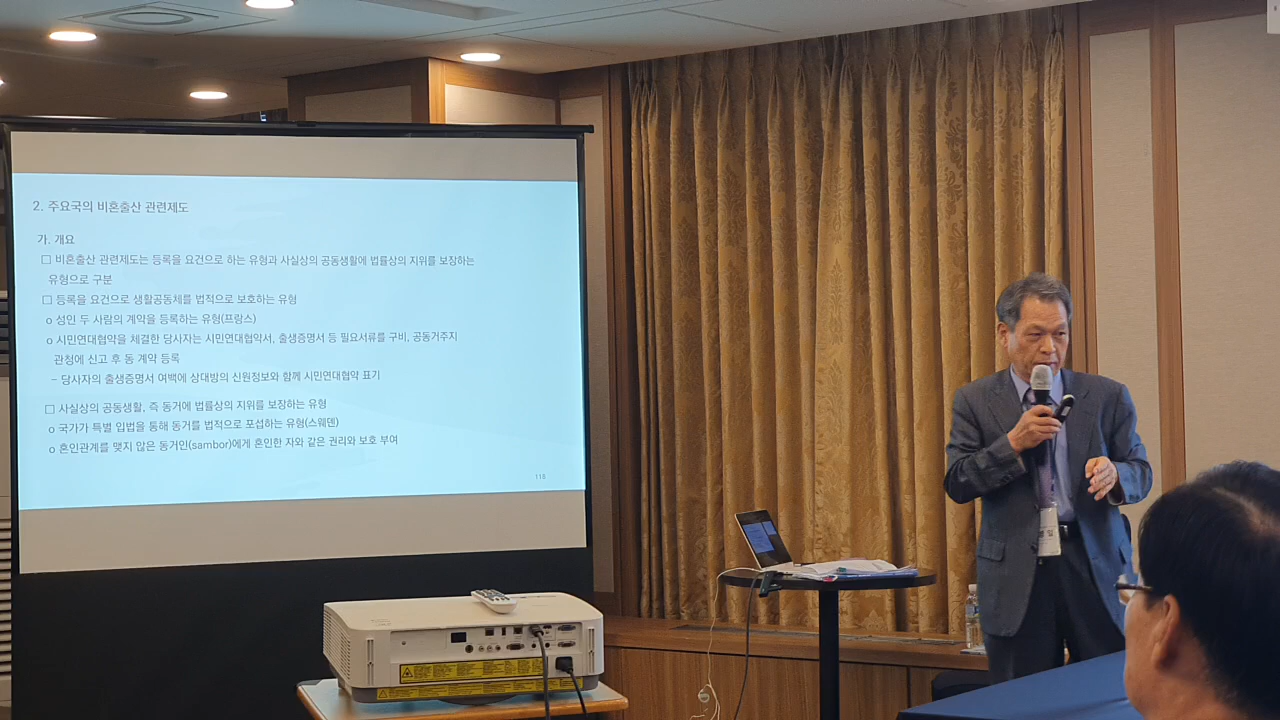 2. 주요국의 비혼출산 관련제도
가. 개요
□ 비혼출산 관련제도는 등록을 요건으로 하는 유형과 사실상의 공동생활에 법률상의 지위를 보장하는
유형으로 구분
□ 등록을 요건으로 생활공동체를 법적으로 보호하는 유형
o 성인 두 사람의 계약을 등록하는 유형(프랑스)
o 시민연대협약을 체결한 당사자는 시민연대협약서, 출생증명서 등 필요서류를 구비, 공동거주지
관청에 신고 후 동 계약 등록
- 당사자의 출생증명서 여백에 상대방의 신원정보와 함께 시민연대협약 표기
□ 사실상의 공동생활, 즉 동거에 법률상의 지위를 보장하는 유형
o 국가가 특별 입법을 통해 동거를 법적으로 포섭하는 유형(스웨덴)
o 혼인관계를 맺지 않은 동거인(sambor)에게 혼인한 자와 같은 권리와 보호 부여
118